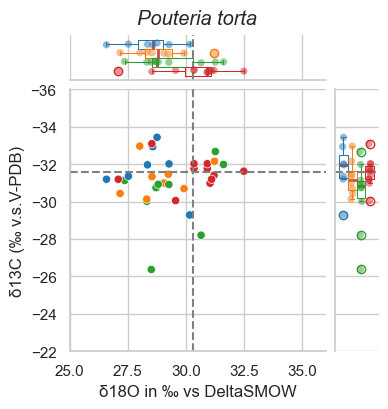 Pouteria torta
−36
−34
−32
−30
−28
−26
−24
−22
δ13C (‰ v.s.V-PDB)
25.0 27.5 30.0 32.5 35.0
δ18O in ‰ vs DeltaSMOW